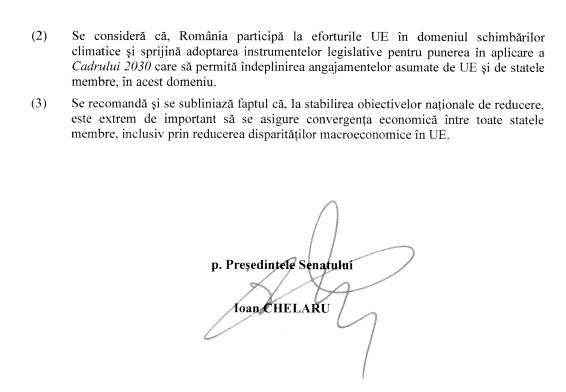 (2) Se consideră că, România participă la eforturile UE în domeniul schimbărilor
climatice şi sprijină adoptarea instrumentelor legislative pentru punerea în aplicare a
Cadrului 2030 care să permită îndeplinirea angajamentelor asumate de UE şi de statele
membre, în acest domeniu.
(3) Se recomandă şi se subliniază faptul că, la stabilirea obiectivelor naţionale de reducere,
este extrem de important să se asigure convergenţa economică între toate statele
membre, inclusiv prin reducerea disparităţilor macroeconomice în UE.
p. Preşedintele Senatului
Ioan CHELARU